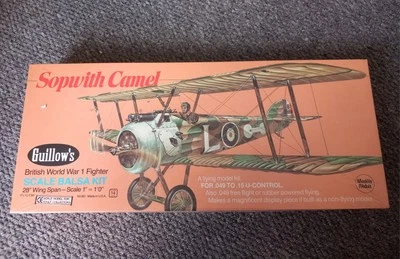 Sopwith Camel
Guillow's
British World War 1 Fighter
SCALE BALSA KIT
28" Wing Span — Scale 1" – 1'0"
L
A flying model kit
FOR .049 TO .15 U-CONTROL.
Also .049 free-flight or rubber powered flying.
Makes a magnificent display piece if built as a non-flying model.